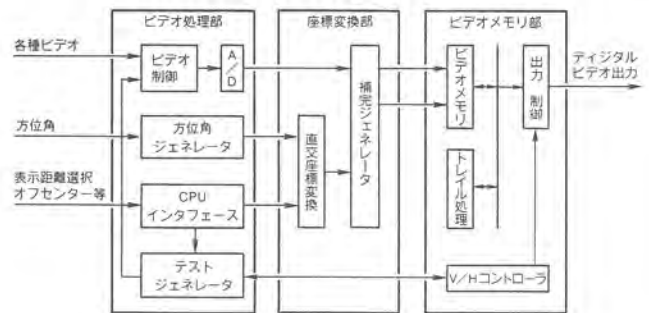 ビデオ処理部
座標変換部
ビデオメモリ部
各種ビデオ
ビデオ
制御
A/D
補完ジェネレータ
ビデオメモリ
出力制御
ディジタル
ビデオ出力
方位角
方位角
ジェネレータ
直交座標変換
トレイル処理
表示距離選択
オフセンター等
CPU
インタフェース
テスト
ジェネレータ
V/Hコントローラ